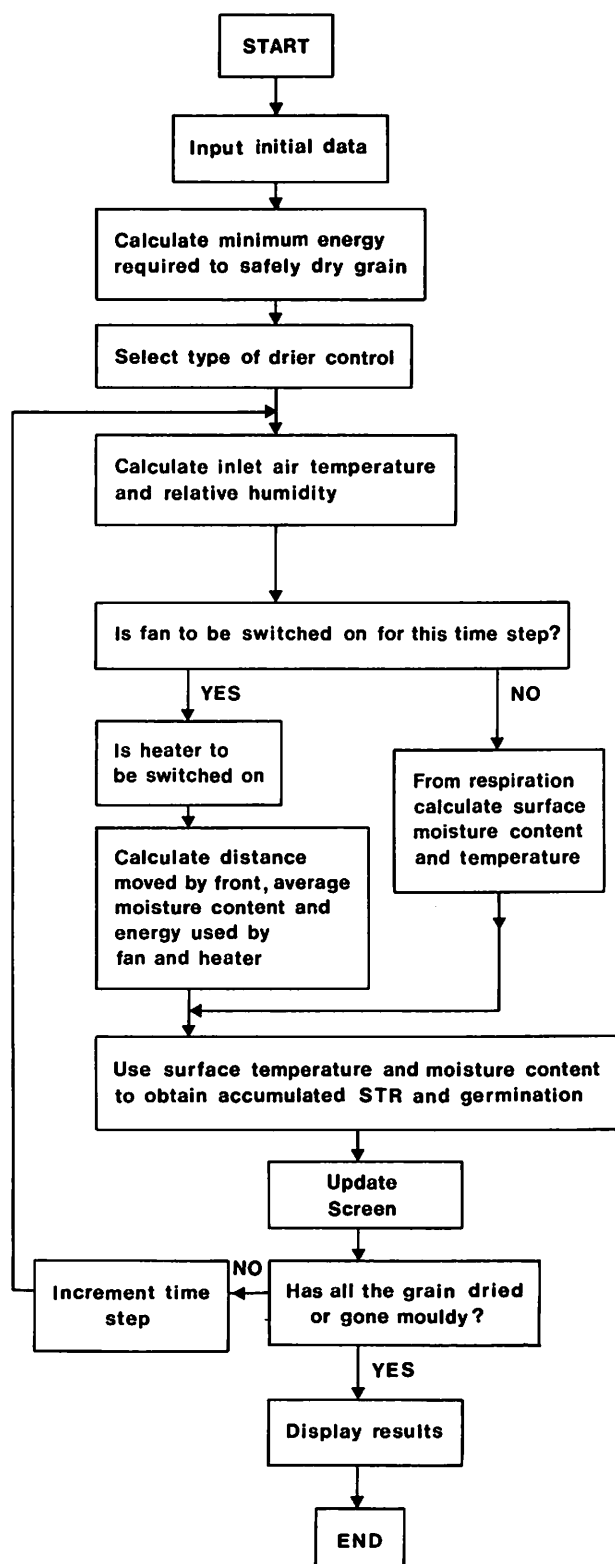 START
Input initial data
Calculate minimum energy
required to safely dry grain
Select type of drier control
Calculate inlet air temperature
and relative humidity
Is fan to be switched on for this time step?
YES
NO
Is heater to
be switched on
From respiration
calculate surface
moisture content
and temperature
Calculate distance
moved by front, average
moisture content and
energy used by
fan and heater
Use surface temperature and moisture content
to obtain accumulated STR and germination
Update
Screen
NO
Increment time
step
Has all the grain dried
or gone mouldy?
YES
Display results
END